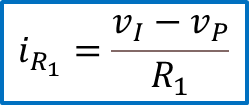 i_{R_1} = \frac{v_I - v_P}{R_1}